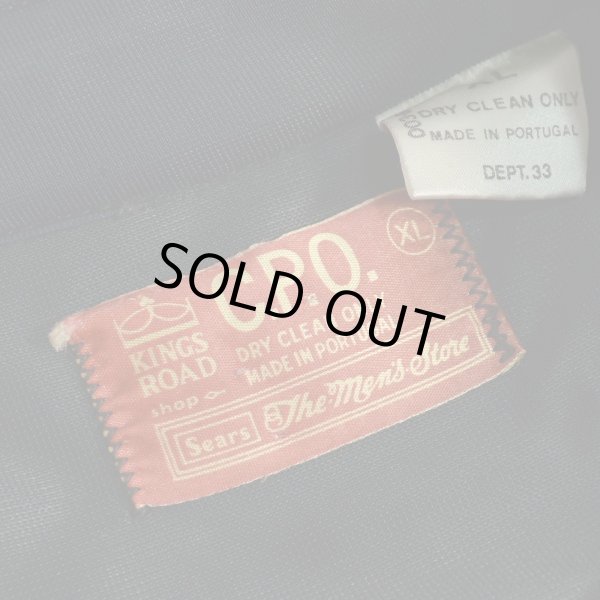 XL
300
DRY CLEAN ONLY
MADE IN PORTUGAL
DEPT. 33
KINGS
ROAD
shop
C.P.O.
XL
DRY CLEAN ONLY
MADE IN PORTUGAL
Sears
The Men's Store
SOLD OUT